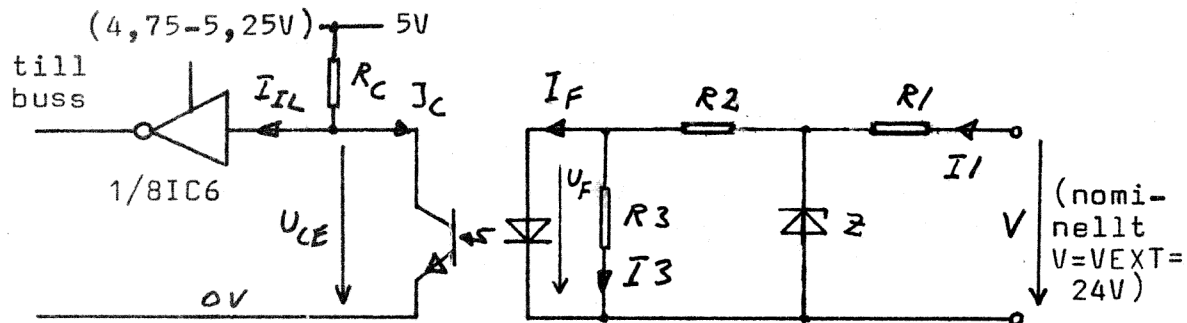 (4,75-5,25V)
5V
till
buss
I_IL
R_C
J_C
I_F
R2
R1
I1
1/8IC6
U_CE
U_F
R3
I3
Z
V
(nomi-
nellt
V=VEXT=
24V)
0V